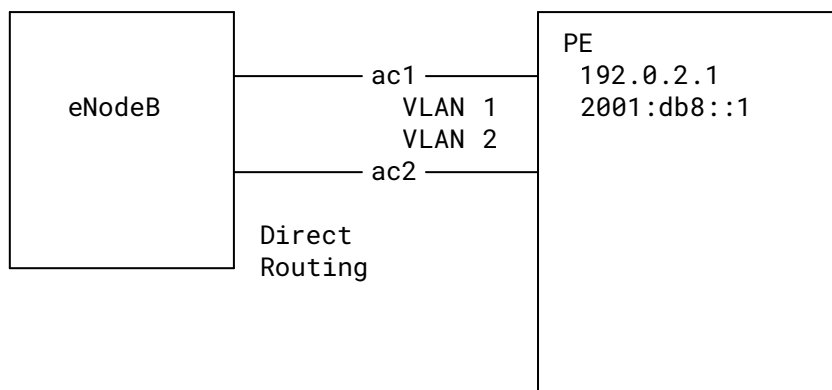 PE
192.0.2.1
2001:db8::1
eNodeB
ac1
VLAN 1
VLAN 2
ac2
Direct
Routing